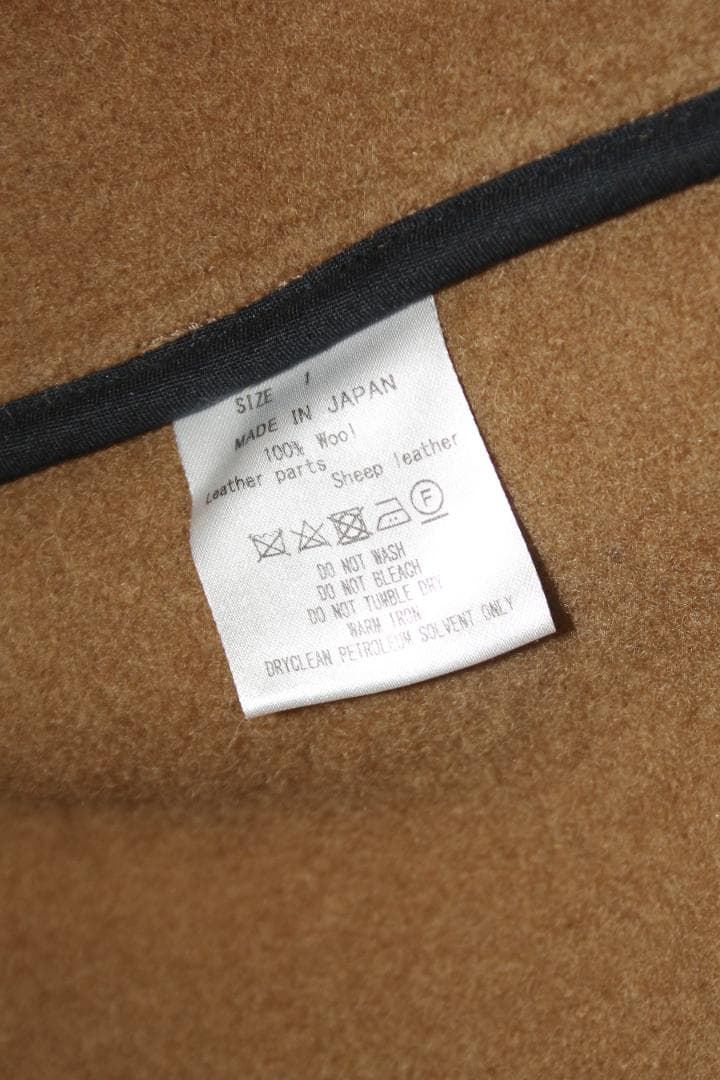 SIZE 1
MADE IN JAPAN
100% Wool
Leather parts Sheep leather
F
DO NOT WASH
DO NOT BLEACH
DO NOT TUMBLE DRY
WARM IRON
DRYCLEAN PETROLEUM SOLVENT ONLY